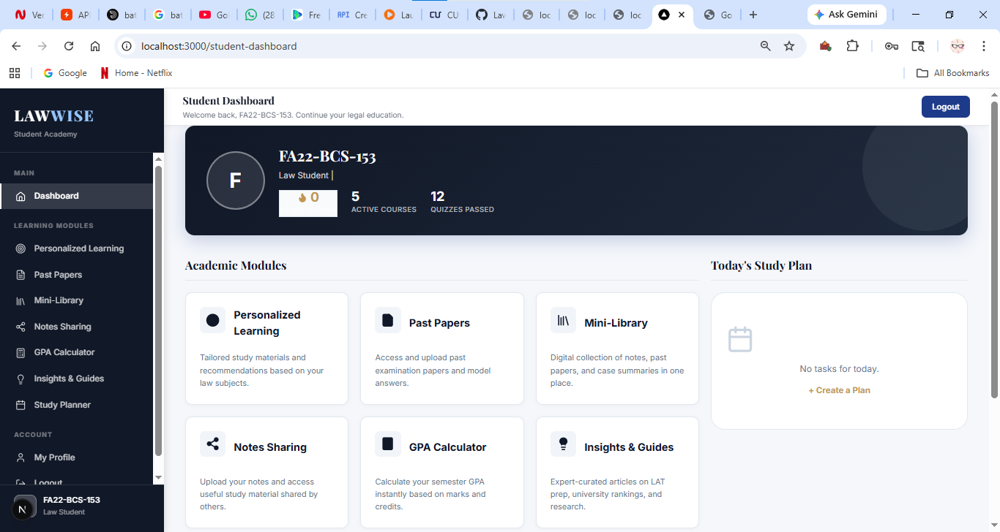 Ver
API
bat
bat
Gol
(28
Fre
API Cre
Lau
CU CU
Lav
loc
loc
loc
Go
Ask Gemini
localhost:3000/student-dashboard
Google
Home - Netflix
All Bookmarks
LAWWISE
Student Academy
MAIN
Dashboard
LEARNING MODULES
Personalized Learning
Past Papers
Mini-Library
Notes Sharing
GPA Calculator
Insights & Guides
Study Planner
ACCOUNT
My Profile
Logout
N
FA22-BCS-153
Law Student
Student Dashboard
Welcome back, FA22-BCS-153. Continue your legal education.
Logout
F
FA22-BCS-153
Law Student |
0
5
ACTIVE COURSES
12
QUIZZES PASSED
Academic Modules
Personalized
Learning
Tailored study materials and
recommendations based on your
law subjects.
Past Papers
Access and upload past
examination papers and model
answers.
Mini-Library
Digital collection of notes, past
papers, and case summaries in one
place.
Notes Sharing
Upload your notes and access
useful study material shared by
others.
GPA Calculator
Calculate your semester GPA
instantly based on marks and
credits.
Insights & Guides
Expert-curated articles on LAT
prep, university rankings, and
research.
Today's Study Plan
No tasks for today.
+ Create a Plan